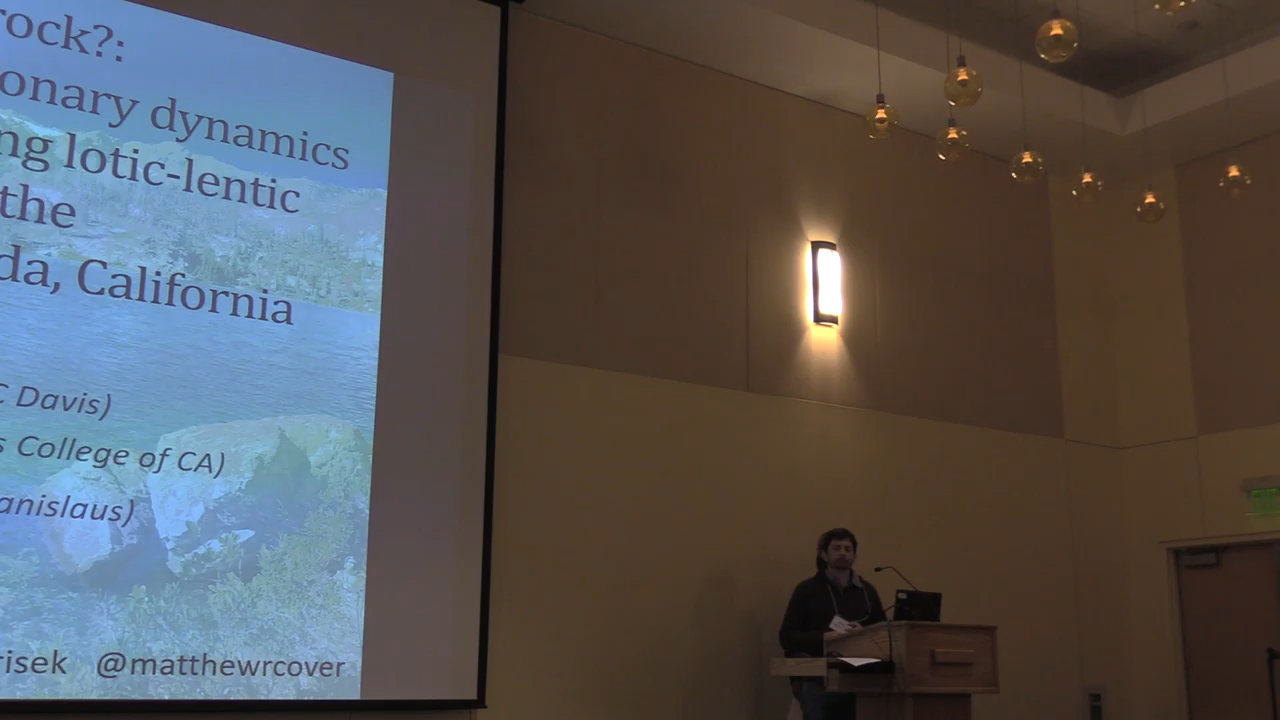 rock?:
onary dynamics
ng lotic-lentic
the
da, California
C Davis)
s College of CA)
anislaus)
risek @matthewrcover